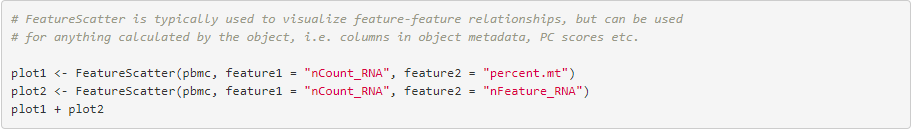 # FeatureScatter is typically used to visualize feature-feature relationships, but can be used
# for anything calculated by the object, i.e. columns in object metadata, PC scores etc.
plot1 <- FeatureScatter(pbmc, feature1 = "nCount_RNA", feature2 = "percent.mt")
plot2 <- FeatureScatter(pbmc, feature1 = "nCount_RNA", feature2 = "nFeature_RNA")
plot1 + plot2